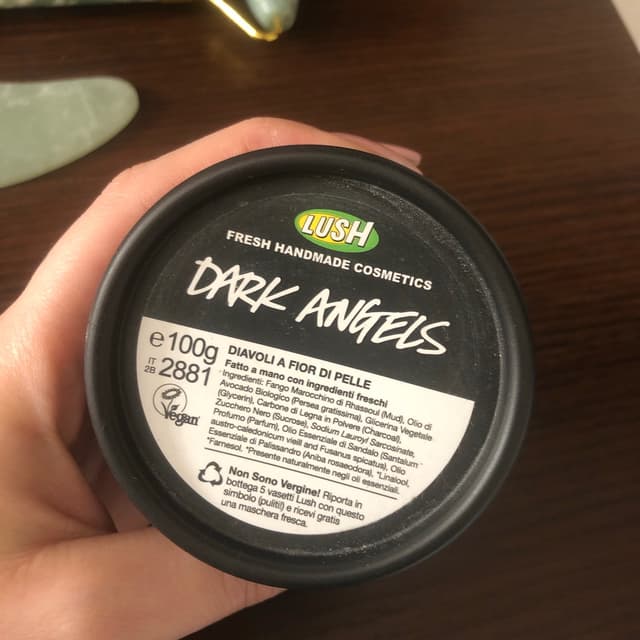 LUSH
FRESH HANDMADE COSMETICS
DARK ANGELS
e 100g
IT 2B 2881
Vegan
DIAVOLI A FIOR DI PELLE
Fatto a mano con ingredienti freschi
Ingredienti: Fango Marocchino di Rhassoul (Mud), Olio di
Avocado Biologico (Persea gratissima), Glicerina Vegetale
(Glycerin), Carbone di Legna in Polvere (Charcoal),
Zucchero Nero (Sucrose), Sodium Lauroyl Sarcosinate,
Profumo (Parfum), Olio Essenziale di Sandalo (Santalum
austro-caledonicum vieill and Fusanus spicatus), Olio
Essenziale di Palissandro (Aniba rosaeodora), *Linalool,
*Farnesol. *Presente naturalmente negli oli essenziali.
Non Sono Vergine! Riporta in
bottega 5 vasetti Lush con questo
simbolo (puliti!) e ricevi gratis
una maschera fresca.